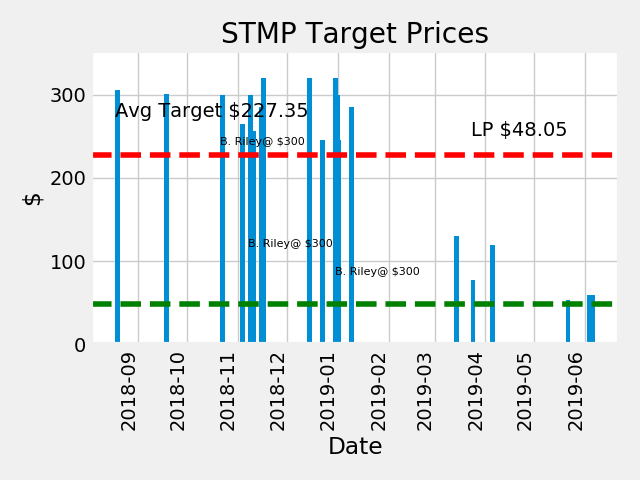 STMP Target Prices
300
200
100
0
$
Avg Target $227.35
LP $48.05
B. Riley@ $300
B. Riley@ $300
B. Riley@ $300
2018-09
2018-10
2018-11
2018-12
2019-01
2019-02
2019-03
2019-04
2019-05
2019-06
Date